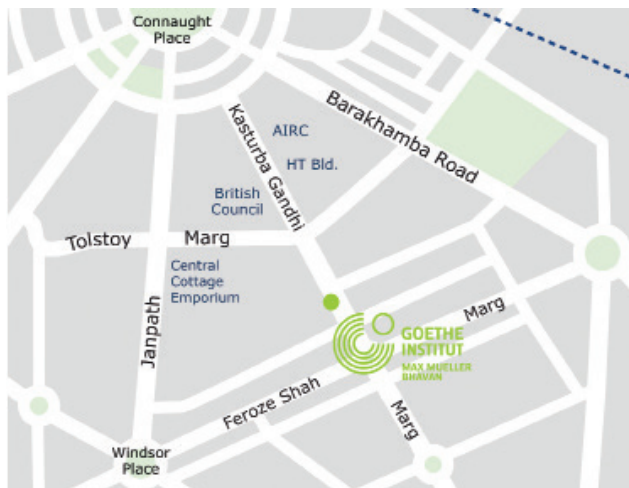 Connaught
Place
Kasturba Gandhi
AIRC
HT Bld.
Barakhamba Road
British
Council
Tolstoy Marg
Central
Cottage
Emporium
Janpath
Marg
GOETHE
INSTITUT
MAX MUELLER
BHAVAN
Feroze Shah
Marg
Windsor
Place